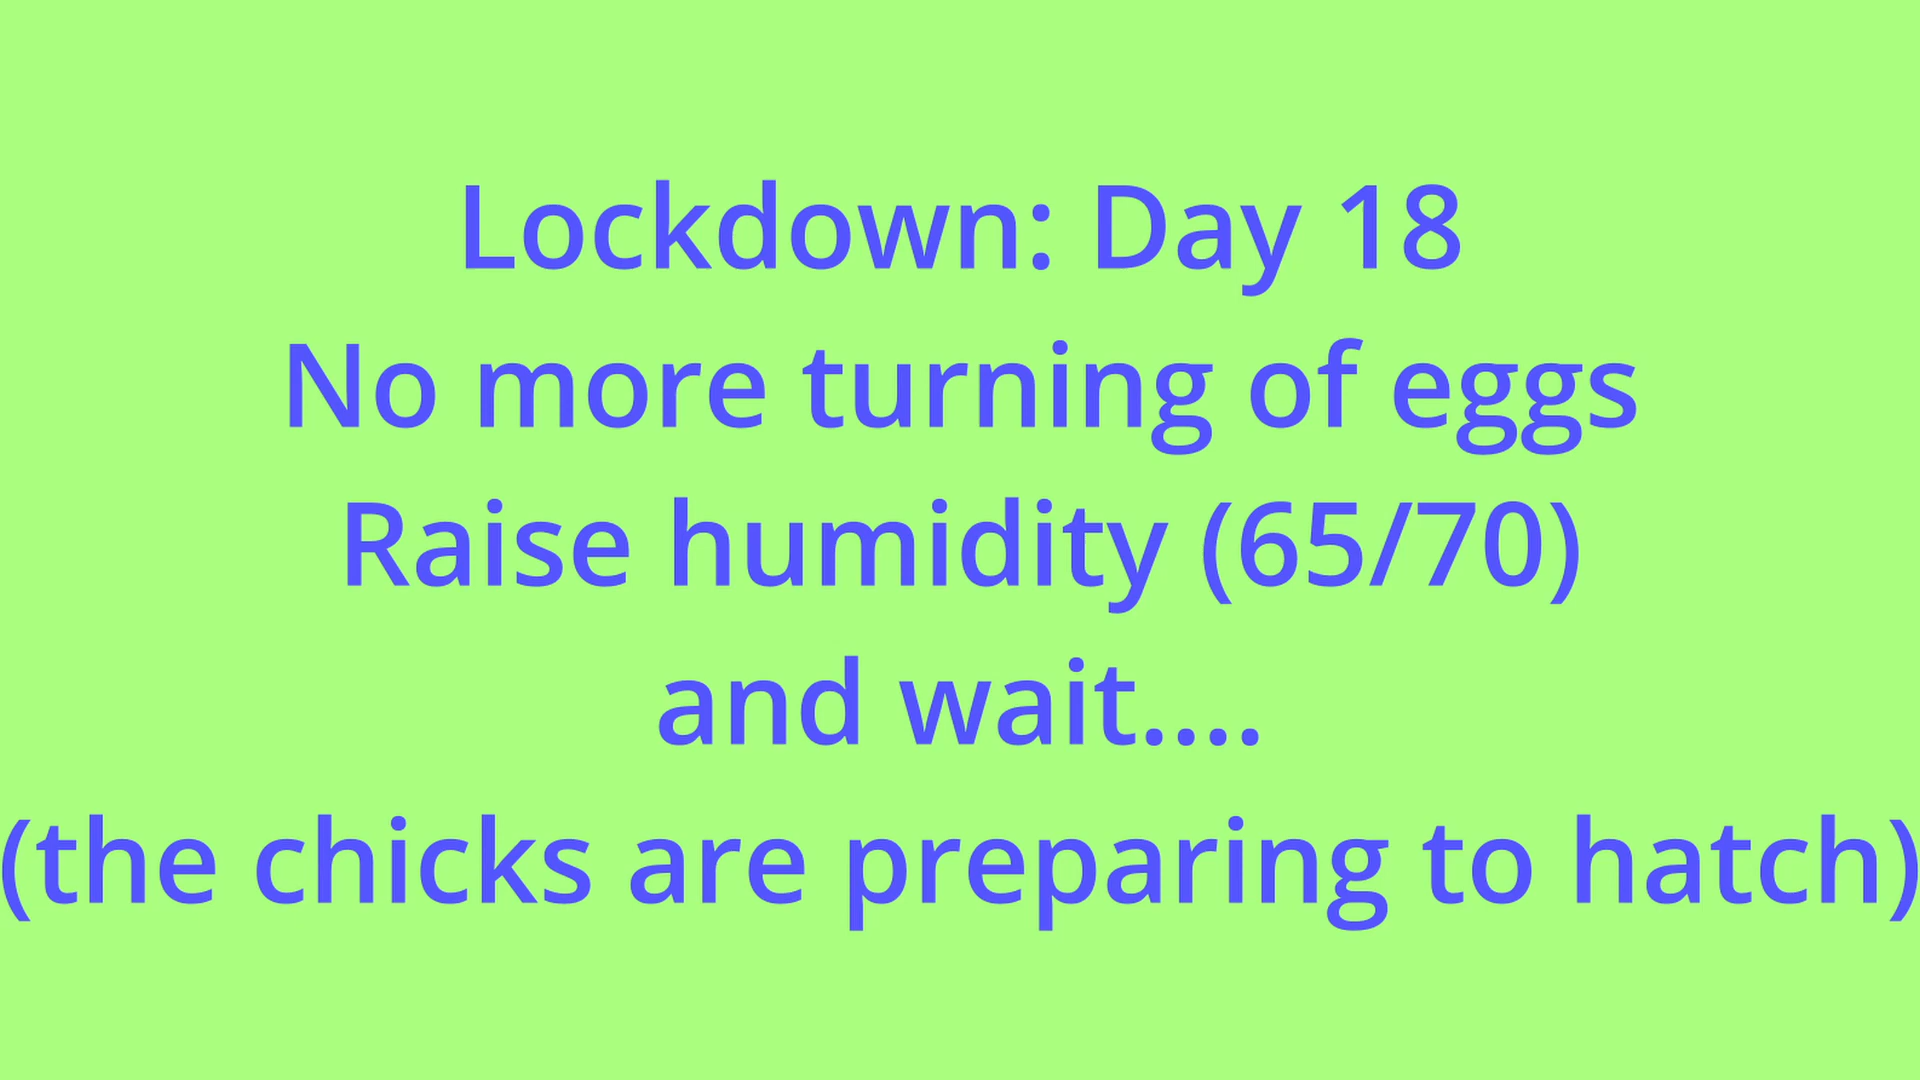 Lockdown: Day 18
No more turning of eggs
Raise humidity (65/70)
and wait....
(the chicks are preparing to hatch)